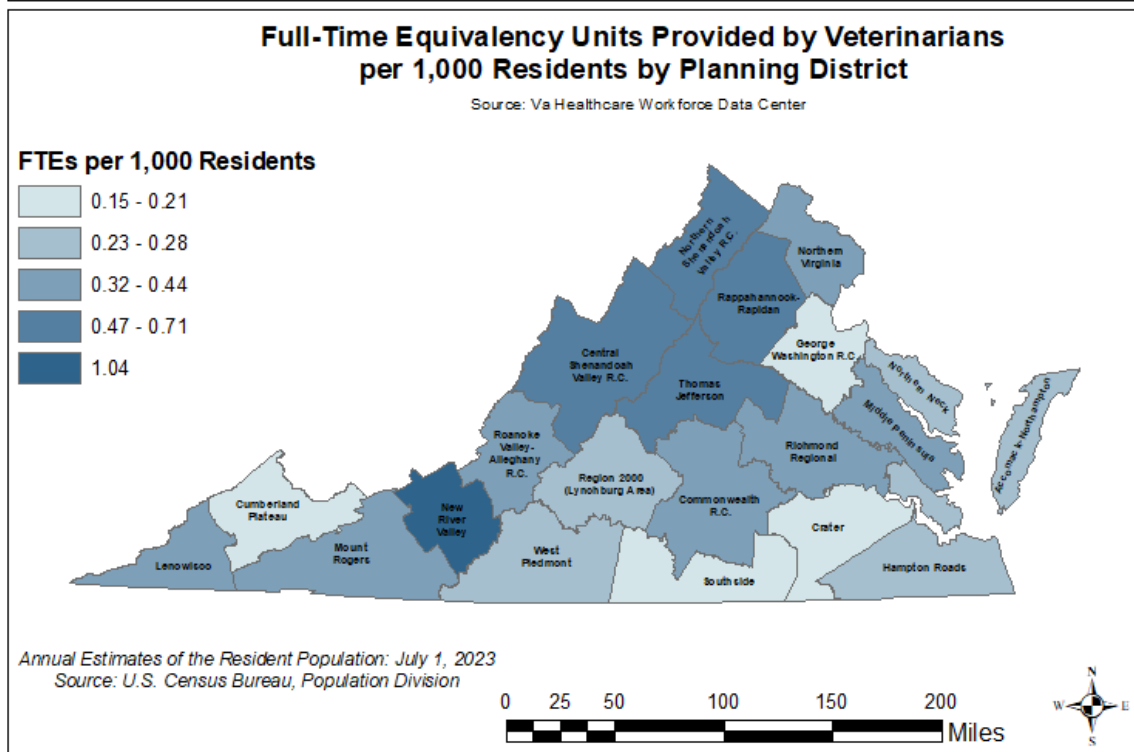 Full-Time Equivalency Units Provided by Veterinarians
per 1,000 Residents by Planning District
Source: Va Healthcare Workforce Data Center
FTEs per 1,000 Residents
0.15 - 0.21
0.23 - 0.28
0.32 - 0.44
0.47 - 0.71
1.04
Northern
Shenandoah
Valley R.C.
Northern
Virginia
Rappahannock-
Rapidan
George
Washington R.C.
Central
Shenandoah
Valley R.C.
Thomas
Jefferson
Northern Neck
Middle Peninsula
Accomack-Northampton
Roanoke
Valley-
Alleghany
R.C.
Richmond
Regional
Region 2000
(Lynchburg Area)
Commonwealth
R.C.
Cumberland
Plateau
New
River
Valley
Crater
Mount
Rogers
West
Piedmont
Lenowisco
Southside
Hampton Roads
Annual Estimates of the Resident Population: July 1, 2023
Source: U.S. Census Bureau, Population Division
0 25 50 100 150 200
Miles
N
W E
S